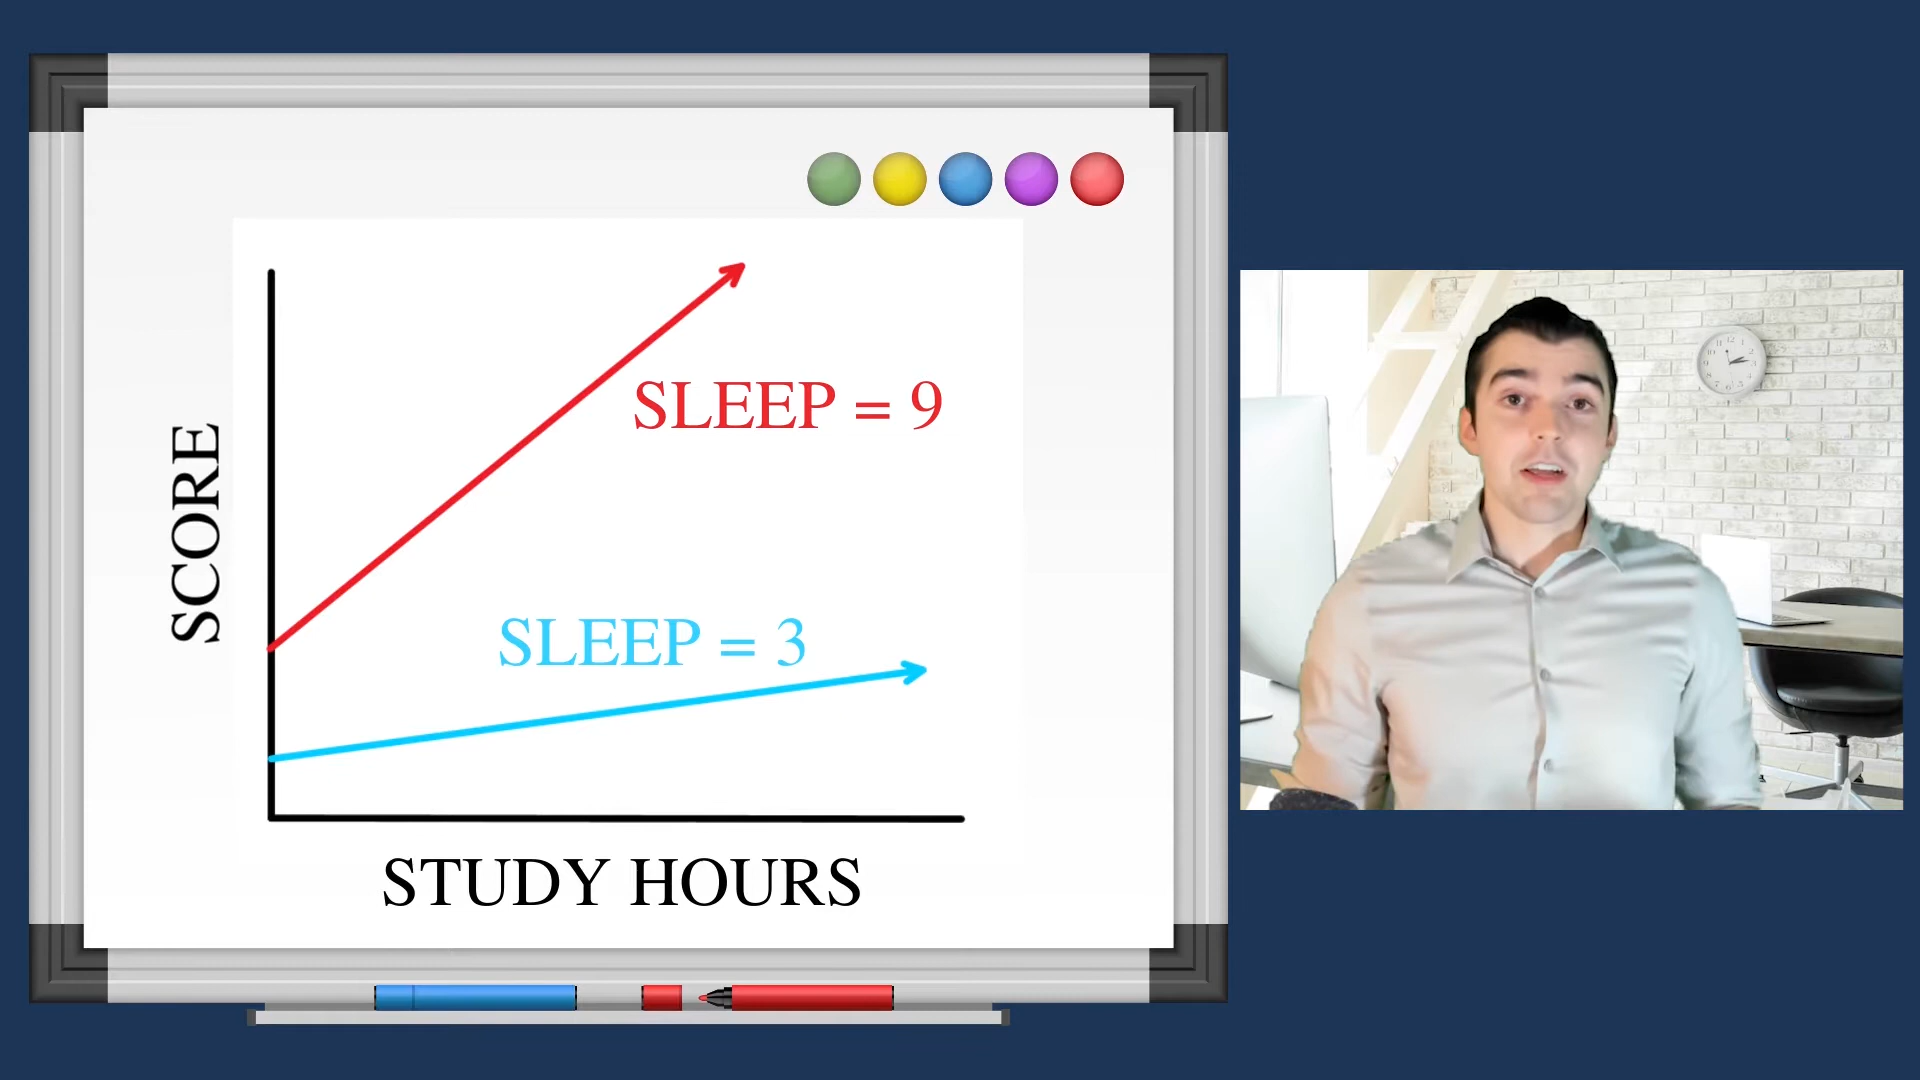 SLEEP = 9
SCORE
SLEEP = 3
STUDY HOURS